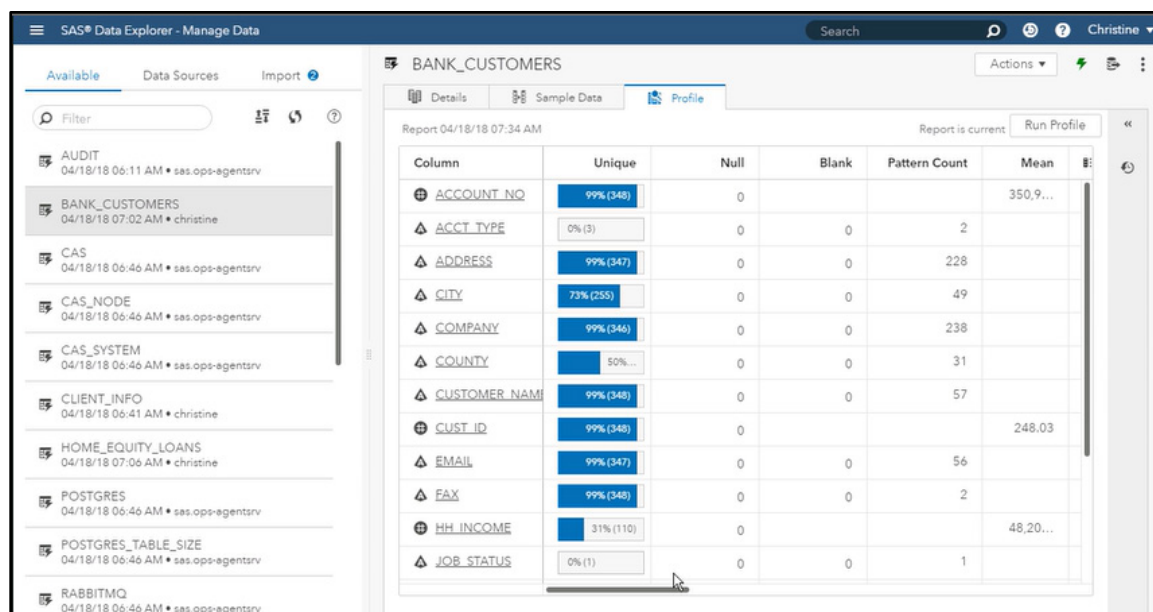 SAS® Data Explorer - Manage Data
Search
Christine
Available
Data Sources
Import 2
Filter
AUDIT
04/18/18 06:11 AM • sas.ops-agentsrv
BANK_CUSTOMERS
04/18/18 07:02 AM • christine
CAS
04/18/18 06:46 AM • sas.ops-agentsrv
CAS_NODE
04/18/18 06:46 AM • sas.ops-agentsrv
CAS_SYSTEM
04/18/18 06:46 AM • sas.ops-agentsrv
CLIENT_INFO
04/18/18 06:41 AM • christine
HOME_EQUITY_LOANS
04/18/18 07:06 AM • christine
POSTGRES
04/18/18 06:46 AM • sas.ops-agentsrv
POSTGRES_TABLE_SIZE
04/18/18 06:46 AM • sas.ops-agentsrv
RABBITMQ
04/18/18 06:46 AM • sas.ops-agentsrv
BANK_CUSTOMERS
Actions
Details
Sample Data
Profile
Report 04/18/18 07:34 AM
Report is current
Run Profile
Column Unique Null Blank Pattern Count Mean
ACCOUNT_NO 99% (348) 0 350,9...
ACCT_TYPE 0% (3) 0 0 2
ADDRESS 99% (347) 0 0 228
CITY 73% (255) 0 0 49
COMPANY 99% (346) 0 0 238
COUNTY 50%... 0 0 31
CUSTOMER_NAME 99% (348) 0 0 57
CUST_ID 99% (348) 0 248.03
EMAIL 99% (347) 0 0 56
FAX 99% (348) 0 0 2
HH_INCOME 31% (110) 0 48,20...
JOB_STATUS 0% (1) 0 0 1